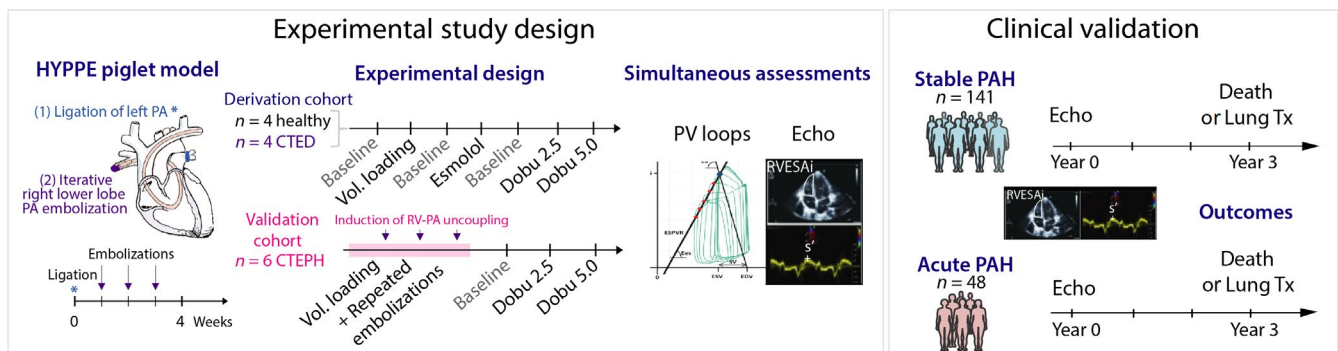 Experimental study design
HYPPE piglet model
(1) Ligation of left PA *
(2) Iterative
right lower lobe
PA embolization
Embolizations
Ligation
*
0
4
Weeks
Experimental design
Derivation cohort
n = 4 healthy
n = 4 CTED
Baseline
Vol. loading
Baseline
Esmolol
Baseline
Dobu 2.5
Dobu 5.0
Validation
cohort
n = 6 CTEPH
Induction of RV-PA uncoupling
Vol. loading
+ Repeated
embolizations
Baseline
Dobu 2.5
Dobu 5.0
Simultaneous assessments
PV loops
Echo
ESPVR
Ees
0
ESV
SV
EDV
RVESAi
S'
Clinical validation
Stable PAH
n = 141
Echo
Death
or Lung Tx
Year 0
Year 3
RVESAi
S'
Outcomes
Acute PAH
n = 48
Echo
Death
or Lung Tx
Year 0
Year 3